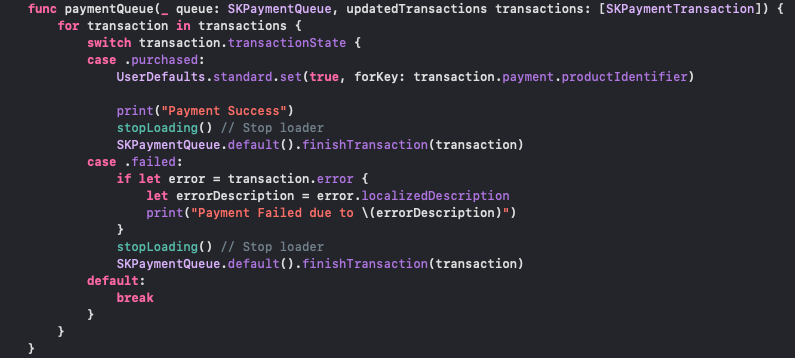 func paymentQueue(_ queue: SKPaymentQueue, updatedTransactions transactions: [SKPaymentTransaction]) {
    for transaction in transactions {
        switch transaction.transactionState {
        case .purchased:
            UserDefaults.standard.set(true, forKey: transaction.payment.productIdentifier)

            print("Payment Success")
            stopLoading() // Stop loader
            SKPaymentQueue.default().finishTransaction(transaction)
        case .failed:
            if let error = transaction.error {
                let errorDescription = error.localizedDescription
                print("Payment Failed due to \(errorDescription)")
            }
            stopLoading() // Stop loader
            SKPaymentQueue.default().finishTransaction(transaction)
        default:
            break
        }
    }
}